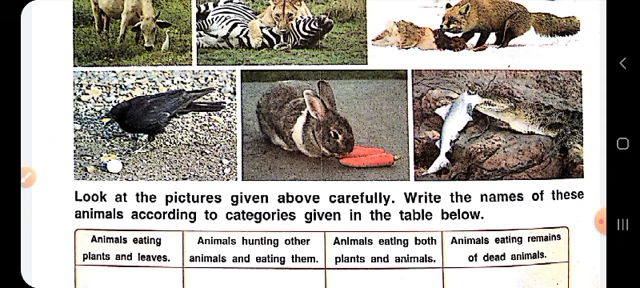 Look at the pictures given above carefully. Write the names of these
animals according to categories given in the table below.
Animals eating
plants and leaves.
Animals hunting other
animals and eating them.
Animals eating both
plants and animals.
Animals eating remains
of dead animals.